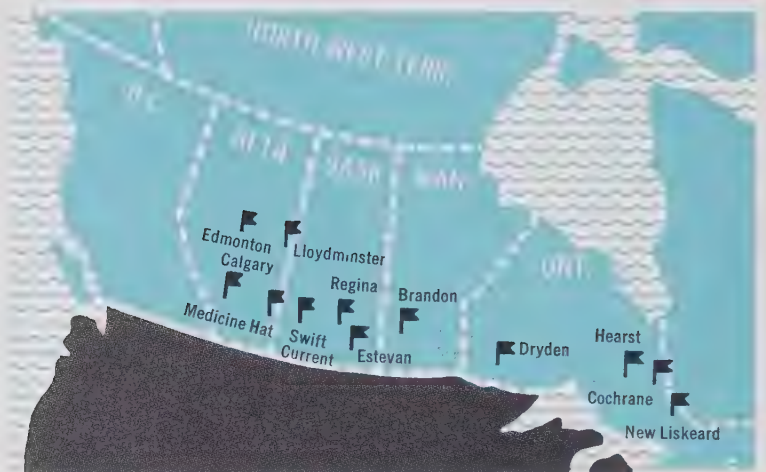 NORTH WEST TERR.
B.C.
ALTA.
SASK.
MAN.
ONT.
Edmonton
Lloydminster
Calgary
Medicine Hat
Swift
Current
Regina
Estevan
Brandon
Dryden
Hearst
Cochrane
New Liskeard